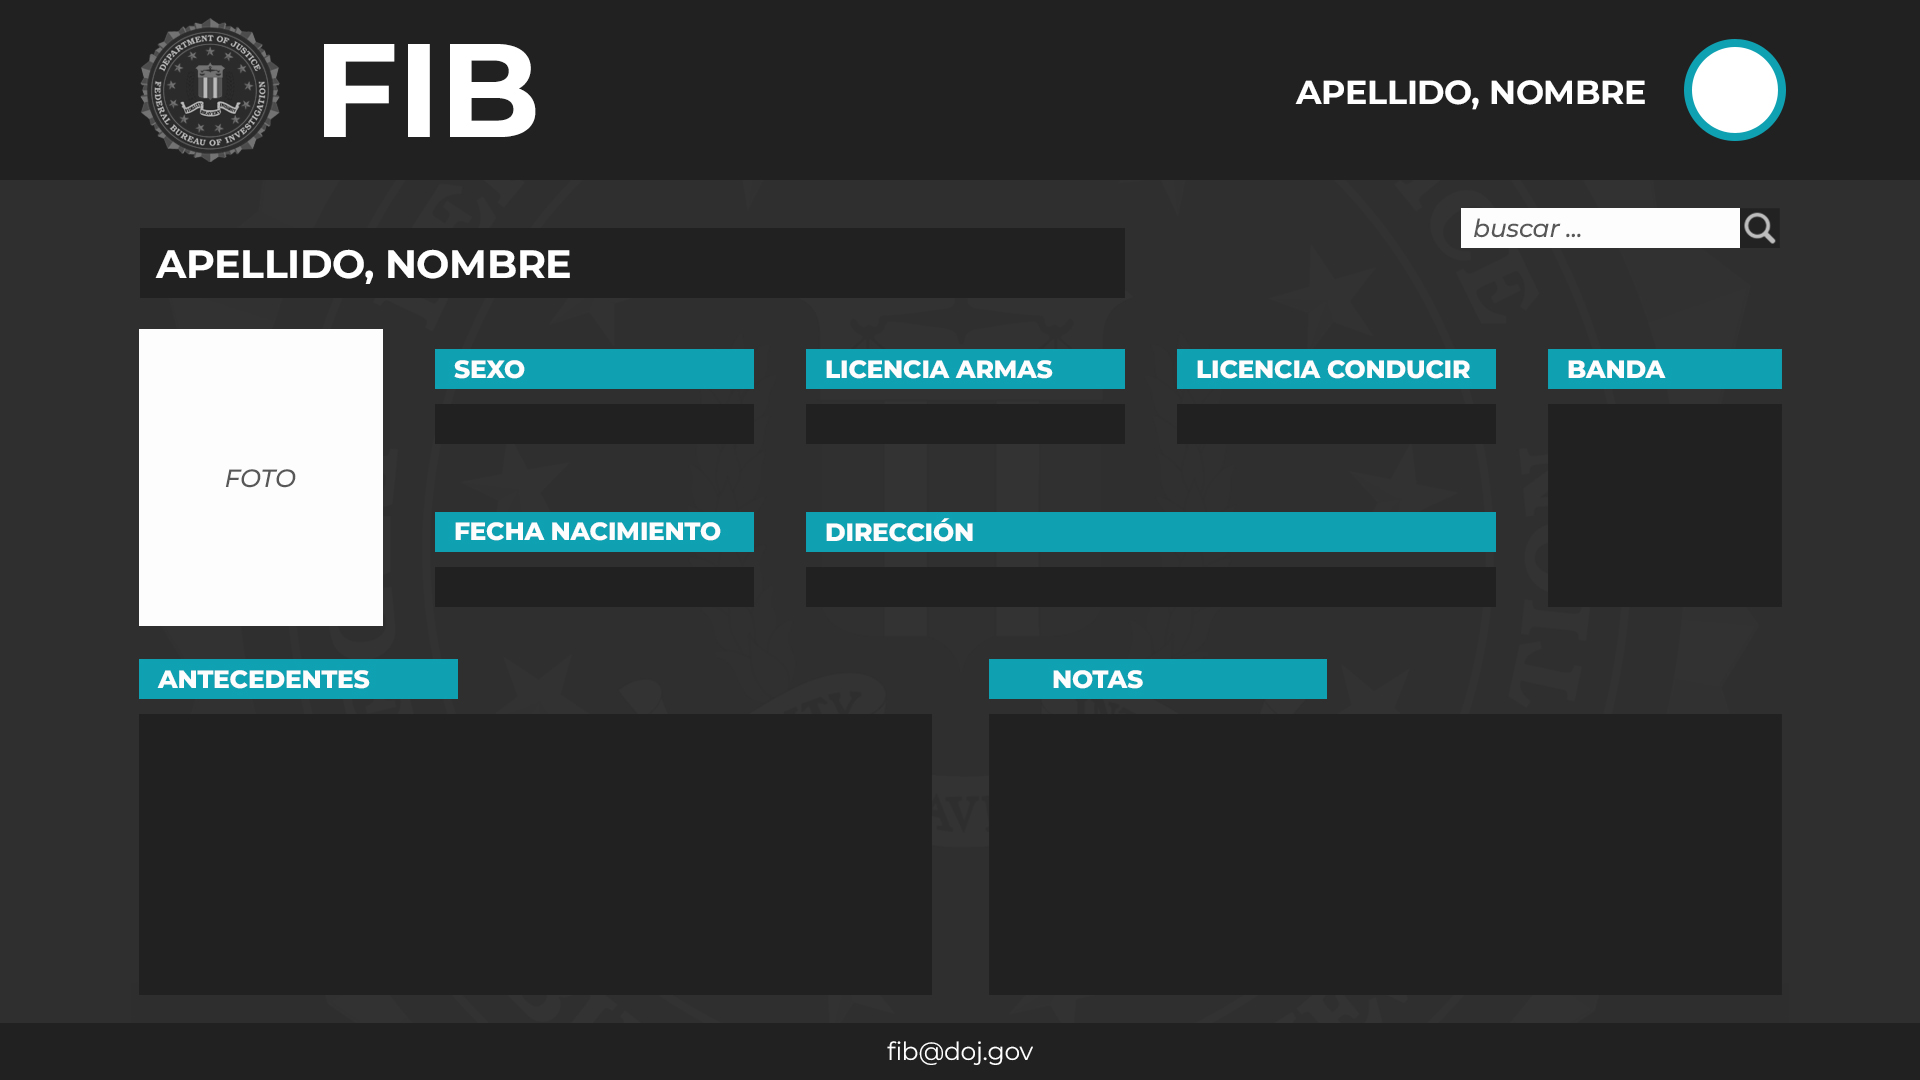 DEPARTMENT OF JUSTICE
FEDERAL BUREAU OF INVESTIGATION
FIB
APELLIDO, NOMBRE
buscar ...
APELLIDO, NOMBRE
FOTO
SEXO
LICENCIA ARMAS
LICENCIA CONDUCIR
BANDA
FECHA NACIMIENTO
DIRECCIÓN
ANTECEDENTES
NOTAS
fib@doj.gov